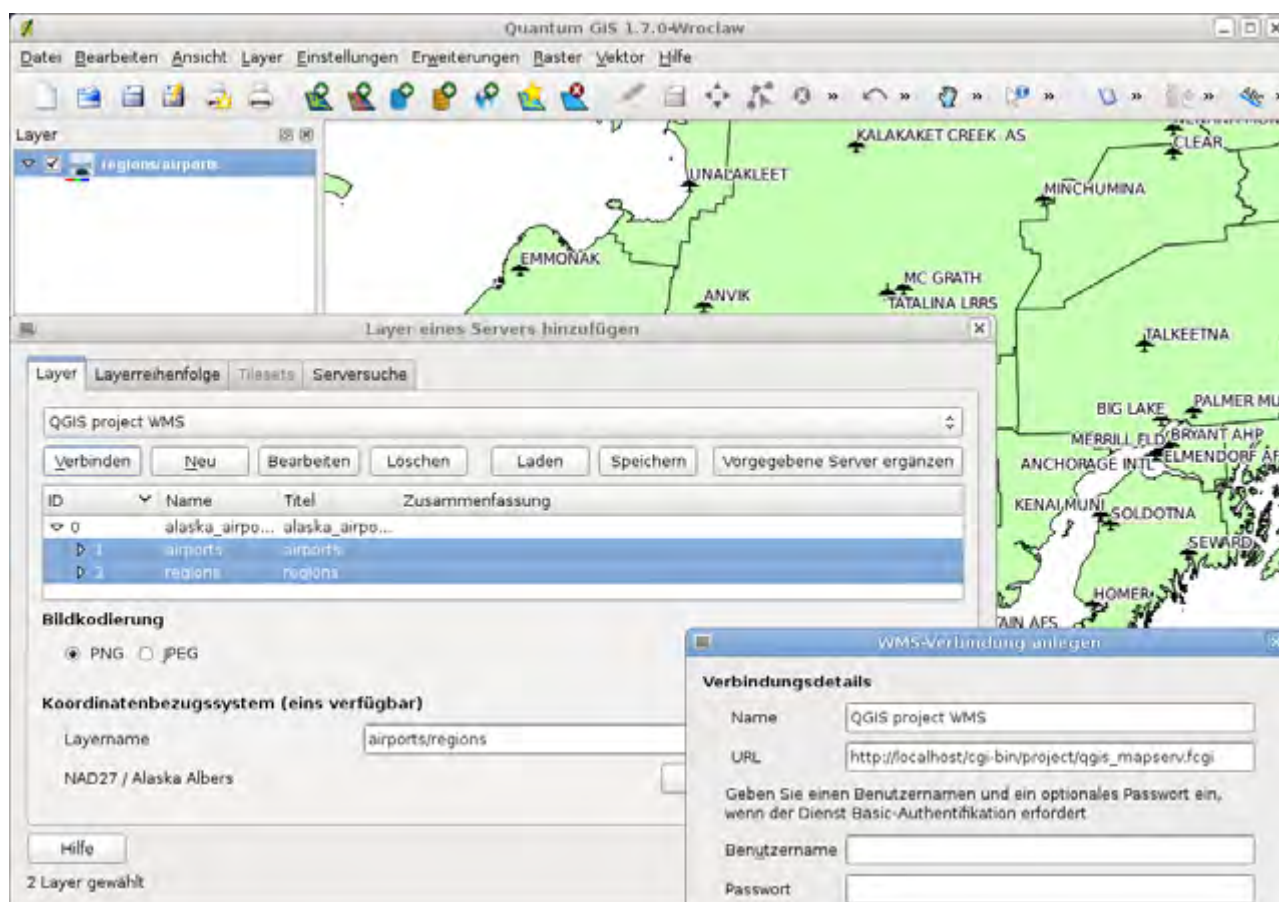 Quantum GIS 1.7.0-Wroclaw
Datei Bearbeiten Ansicht Layer Einstellungen Erweiterungen Raster Vektor Hilfe
Layer
regions/airports
KALAKAKET CREEK AS
CLEAR
UNALAKLEET
MINCHUMINA
EMMONAK
MC GRATH
ANVIK
TATALINA LRRS
TALKEETNA
BIG LAKE
PALMER MU
MERRILL FLD
BRYANT AHP
ANCHORAGE INTL
ELMENDORF AF
KENAI MUNI
SOLDOTNA
SEWARD
HOMER
TAIN AFS
Layer eines Servers hinzufügen
Layer Layerreihenfolge Tilesets Serversuche
QGIS project WMS
Verbinden Neu Bearbeiten Löschen Laden Speichern Vorgegebene Server ergänzen
ID Name Titel Zusammenfassung
0 alaska_airpo... alaska_airpo...
1 airports airports
2 regions regions
Bildkodierung
PNG JPEG
Koordinatenbezugssystem (eins verfügbar)
Layername airports/regions
NAD27 / Alaska Albers
Hilfe
2 Layer gewählt
WMS-Verbindung anlegen
Verbindungsdetails
Name QGIS project WMS
URL http://localhost/cgi-bin/project/qgis_mapserv.fcgi
Geben Sie einen Benutzernamen und ein optionales Passwort ein,
wenn der Dienst Basic-Authentifikation erfordert
Benutzername
Passwort